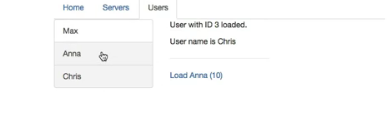 Home Servers Users
Max
Anna
Chris
User with ID 3 loaded.
User name is Chris
Load Anna (10)